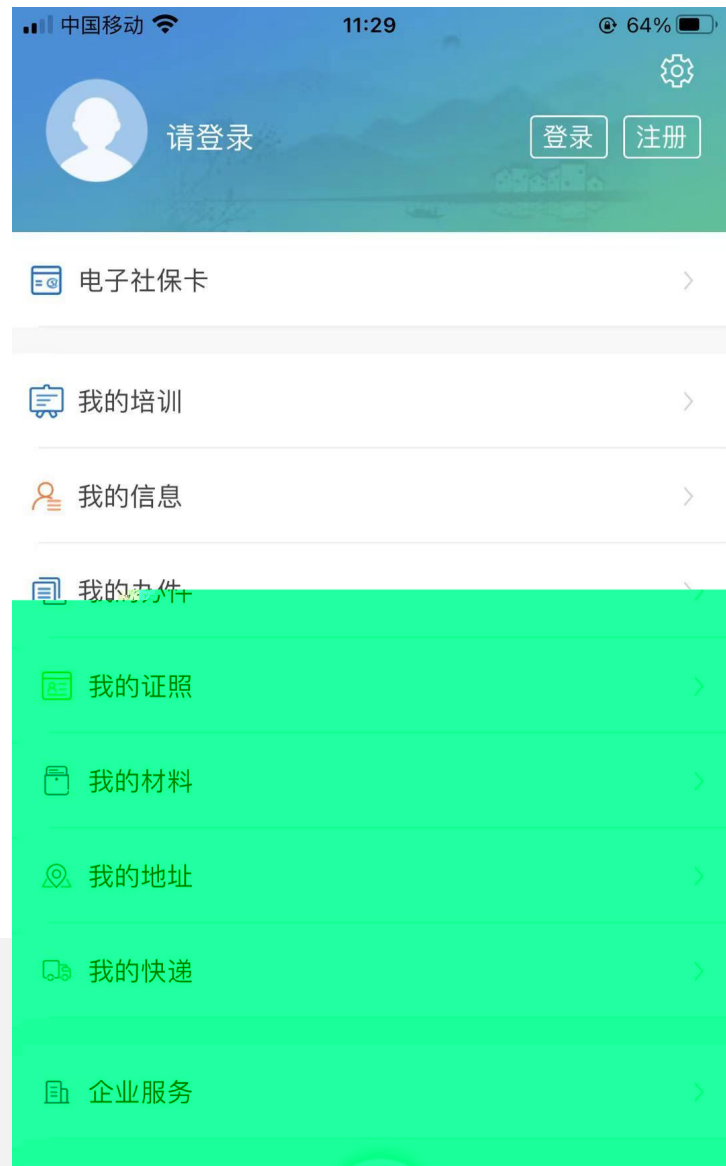 中国移动 11:29 64%
请登录 登录 注册
电子社保卡
我的培训
我的信息
我的办件
我的证照
我的材料
我的地址
我的快递
企业服务